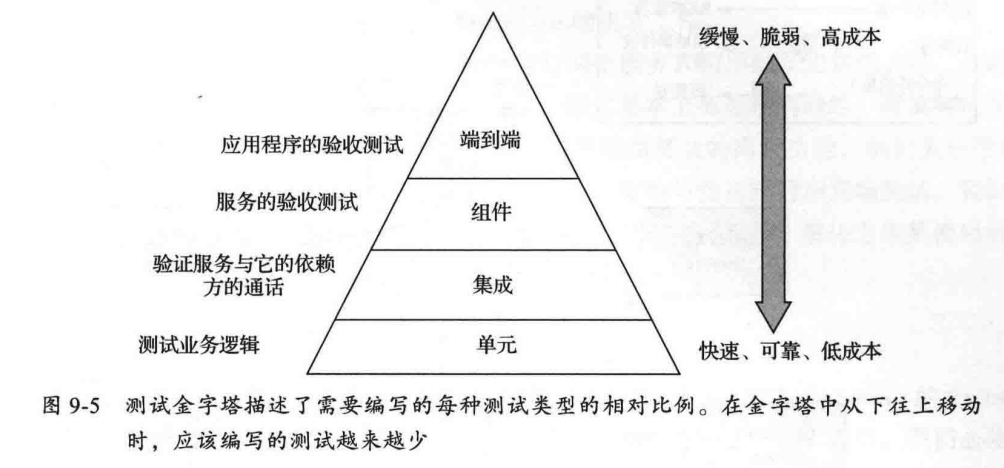 缓慢、脆弱、高成本
应用程序的验收测试
端到端
服务的验收测试
组件
验证服务与它的依赖
方的通话
集成
测试业务逻辑
单元
快速、可靠、低成本
图 9-5 测试金字塔描述了需要编写的每种测试类型的相对比例。在金字塔中从下往上移动
时，应该编写的测试越来越少